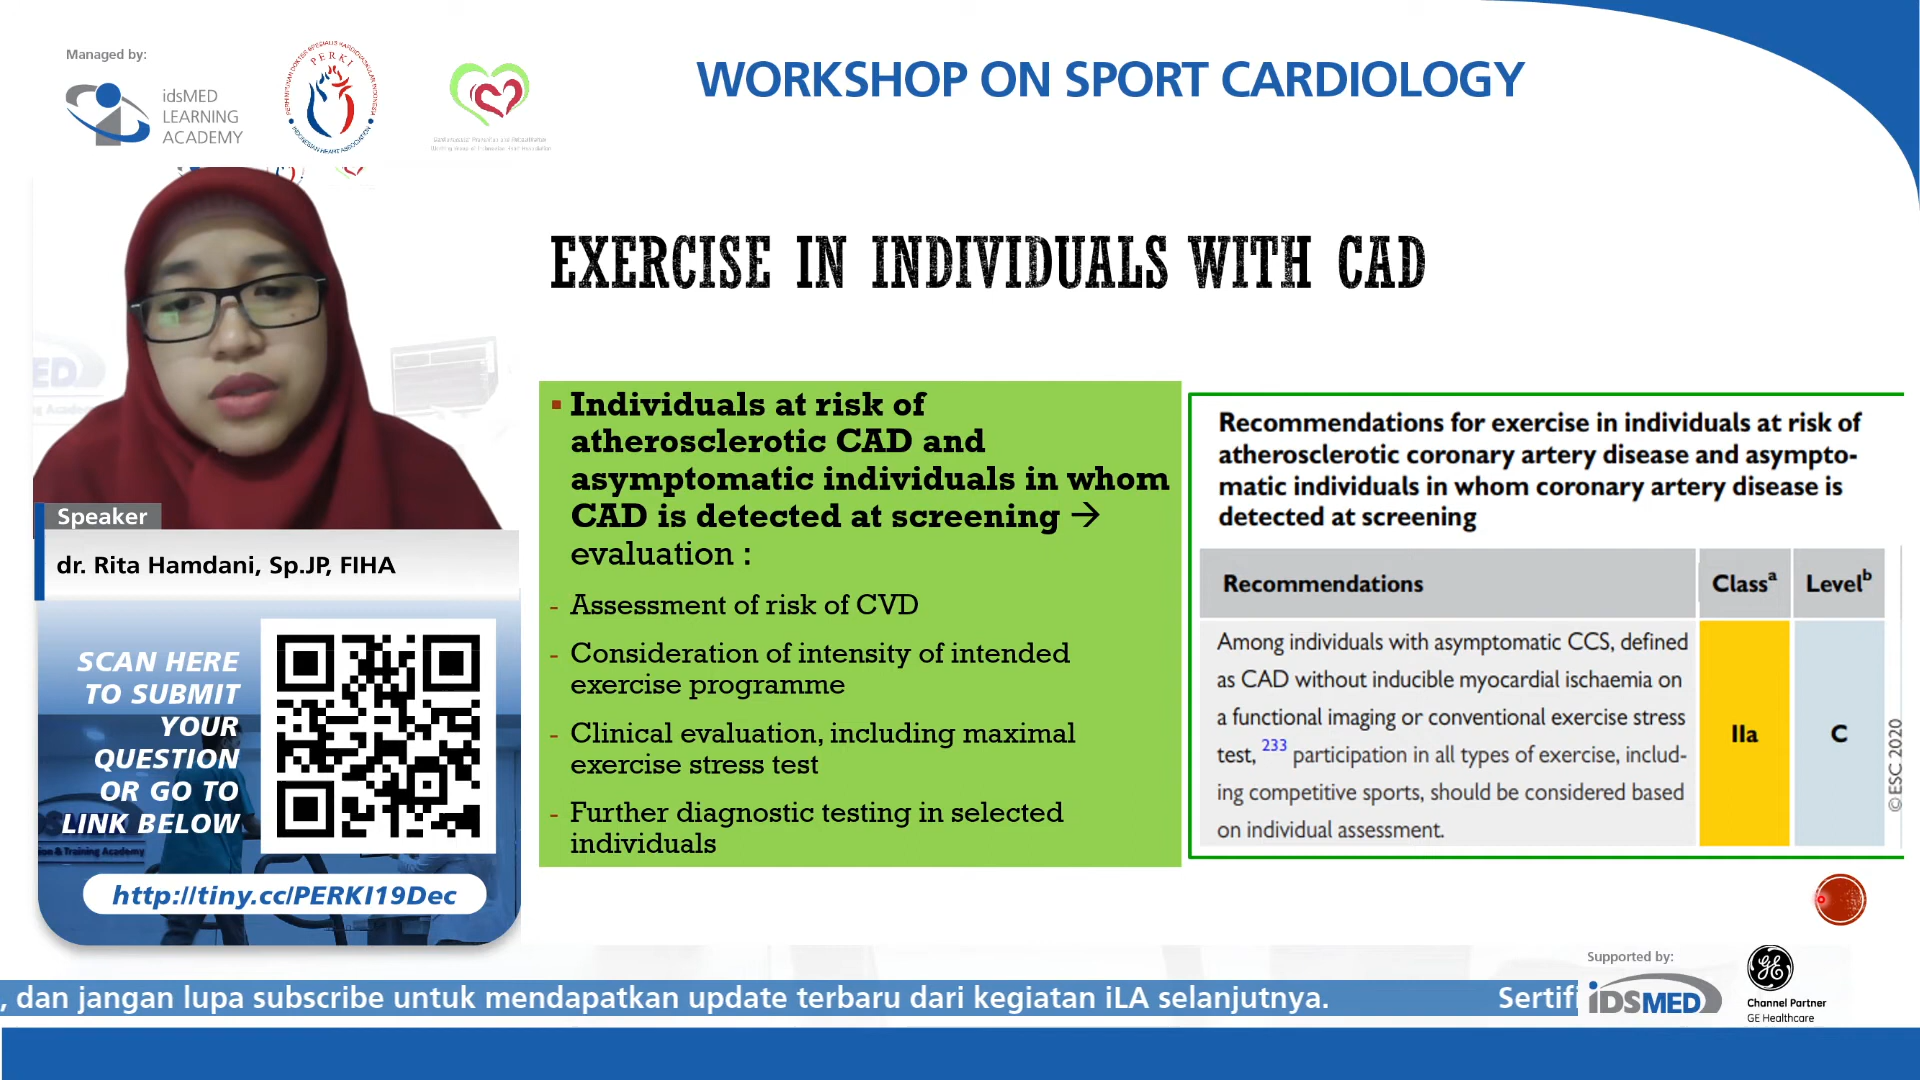 Managed by:
idsMED
LEARNING
ACADEMY
PERKI
WORKSHOP ON SPORT CARDIOLOGY
EXERCISE IN INDIVIDUALS WITH CAD
Individuals at risk of
atherosclerotic CAD and
asymptomatic individuals in whom
CAD is detected at screening →
evaluation :
- Assessment of risk of CVD
- Consideration of intensity of intended
exercise programme
- Clinical evaluation, including maximal
exercise stress test
- Further diagnostic testing in selected
individuals
Recommendations for exercise in individuals at risk of
atherosclerotic coronary artery disease and asympto-
matic individuals in whom coronary artery disease is
detected at screening
Recommendations Classᵃ Levelᵇ
Among individuals with asymptomatic CCS, defined
as CAD without inducible myocardial ischaemia on
a functional imaging or conventional exercise stress
test, 233 participation in all types of exercise, includ-
ing competitive sports, should be considered based
on individual assessment.
IIa C
© ESC 2020
Speaker
dr. Rita Hamdani, Sp.JP, FIHA
SCAN HERE
TO SUBMIT
YOUR
QUESTION
OR GO TO
LINK BELOW
http://tiny.cc/PERKI19Dec
, dan jangan lupa subscribe untuk mendapatkan update terbaru dari kegiatan iLA selanjutnya. Sertifi
Supported by:
iDSMED
Channel Partner
GE Healthcare